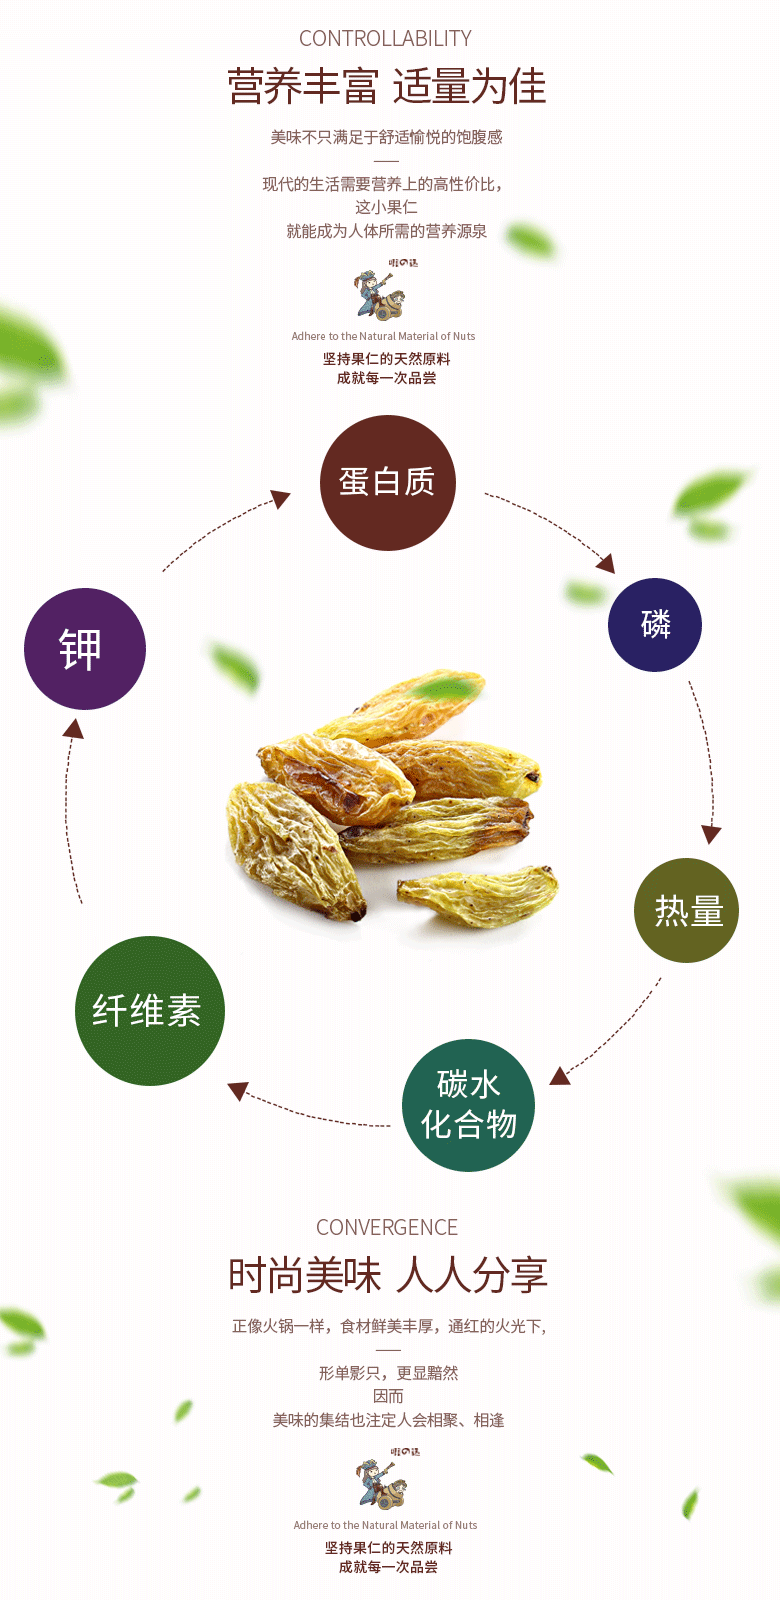 CONTROLLABILITY
营养丰富 适量为佳
美味不只满足于舒适愉悦的饱腹感
现代的生活需要营养上的高性价比，
这小果仁
就能成为人体所需的营养源泉
Adhere to the Natural Material of Nuts
坚持果仁的天然原料
成就每一次品尝
蛋白质
磷
钾
热量
纤维素
碳水
化合物
CONVERGENCE
时尚美味 人人分享
正像火锅一样，食材鲜美丰厚，通红的火光下，
形单影只，更显黯然
因而
美味的集结也注定人会相聚、相逢
Adhere to the Natural Material of Nuts
坚持果仁的天然原料
成就每一次品尝